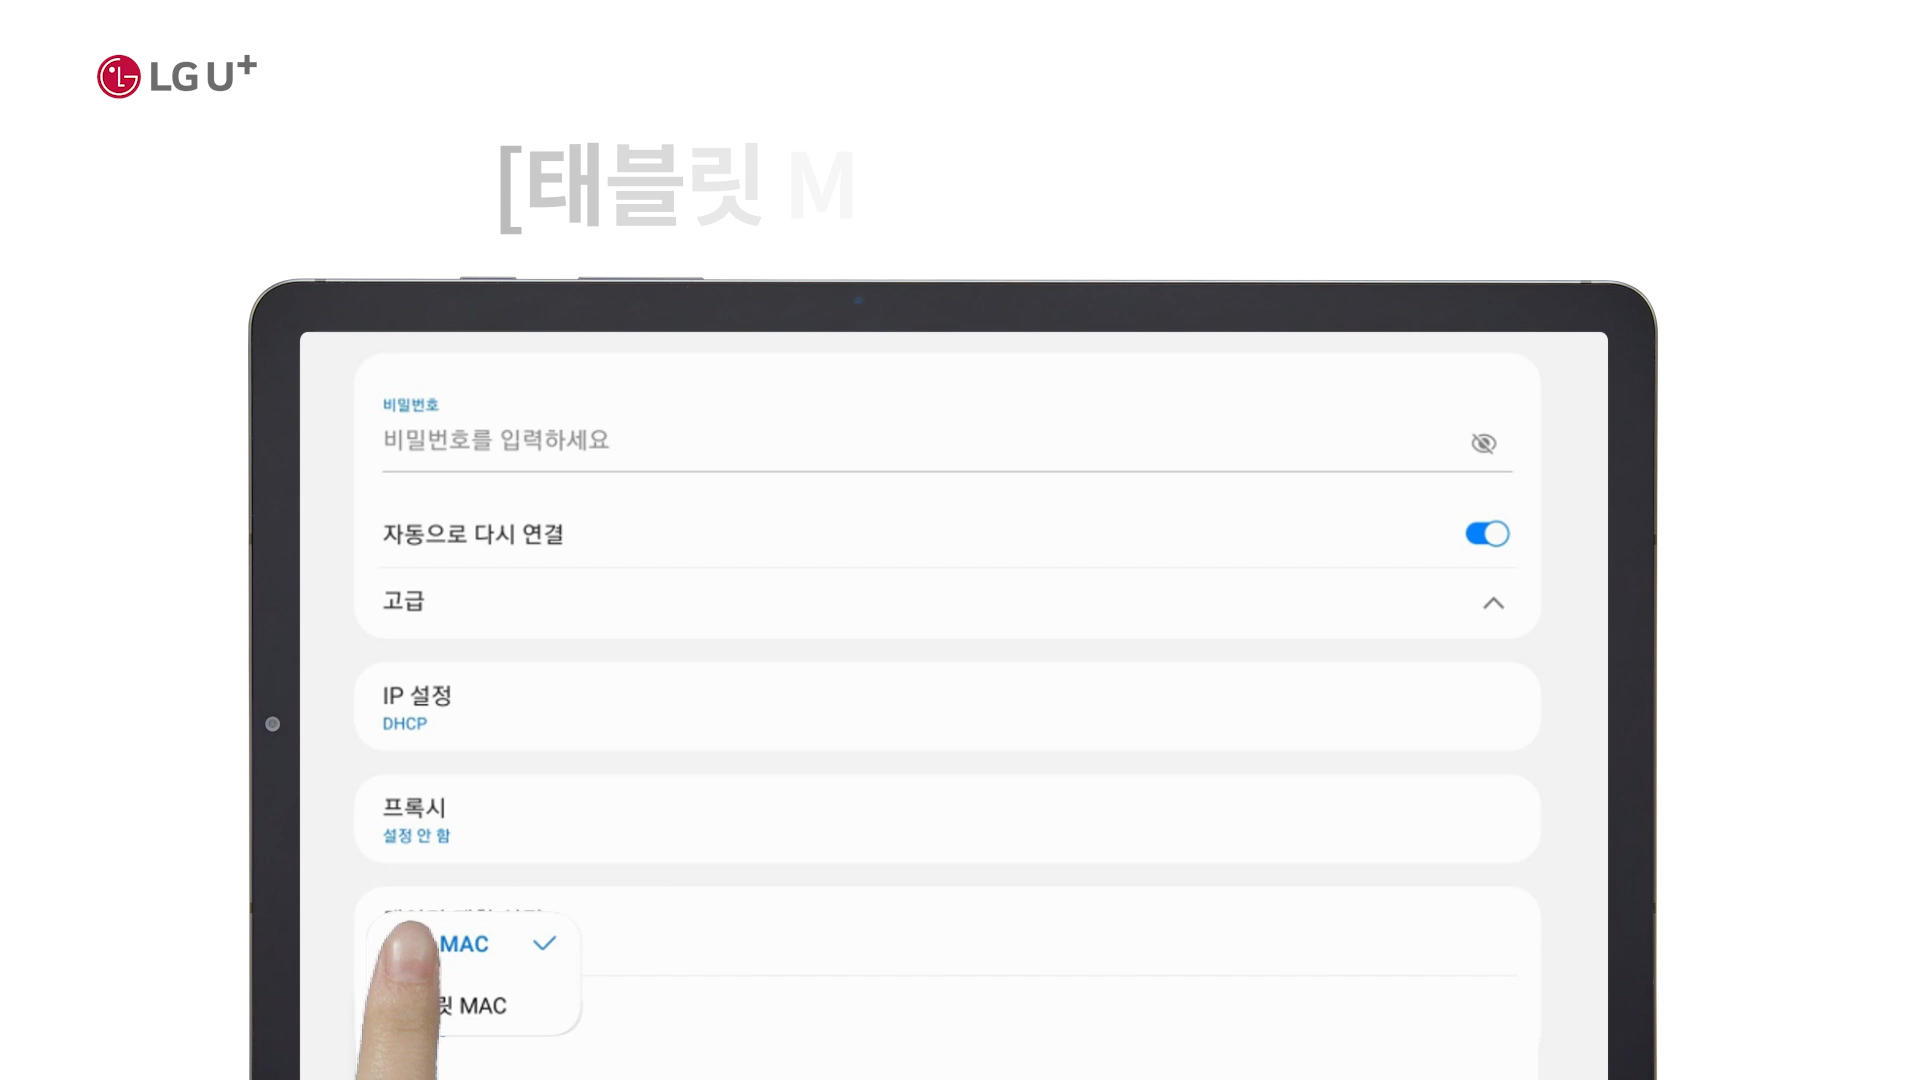 LG U+
[태블릿 M
비밀번호
비밀번호를 입력하세요
자동으로 다시 연결
고급
IP 설정
DHCP
프록시
설정 안 함
MAC
릿 MAC